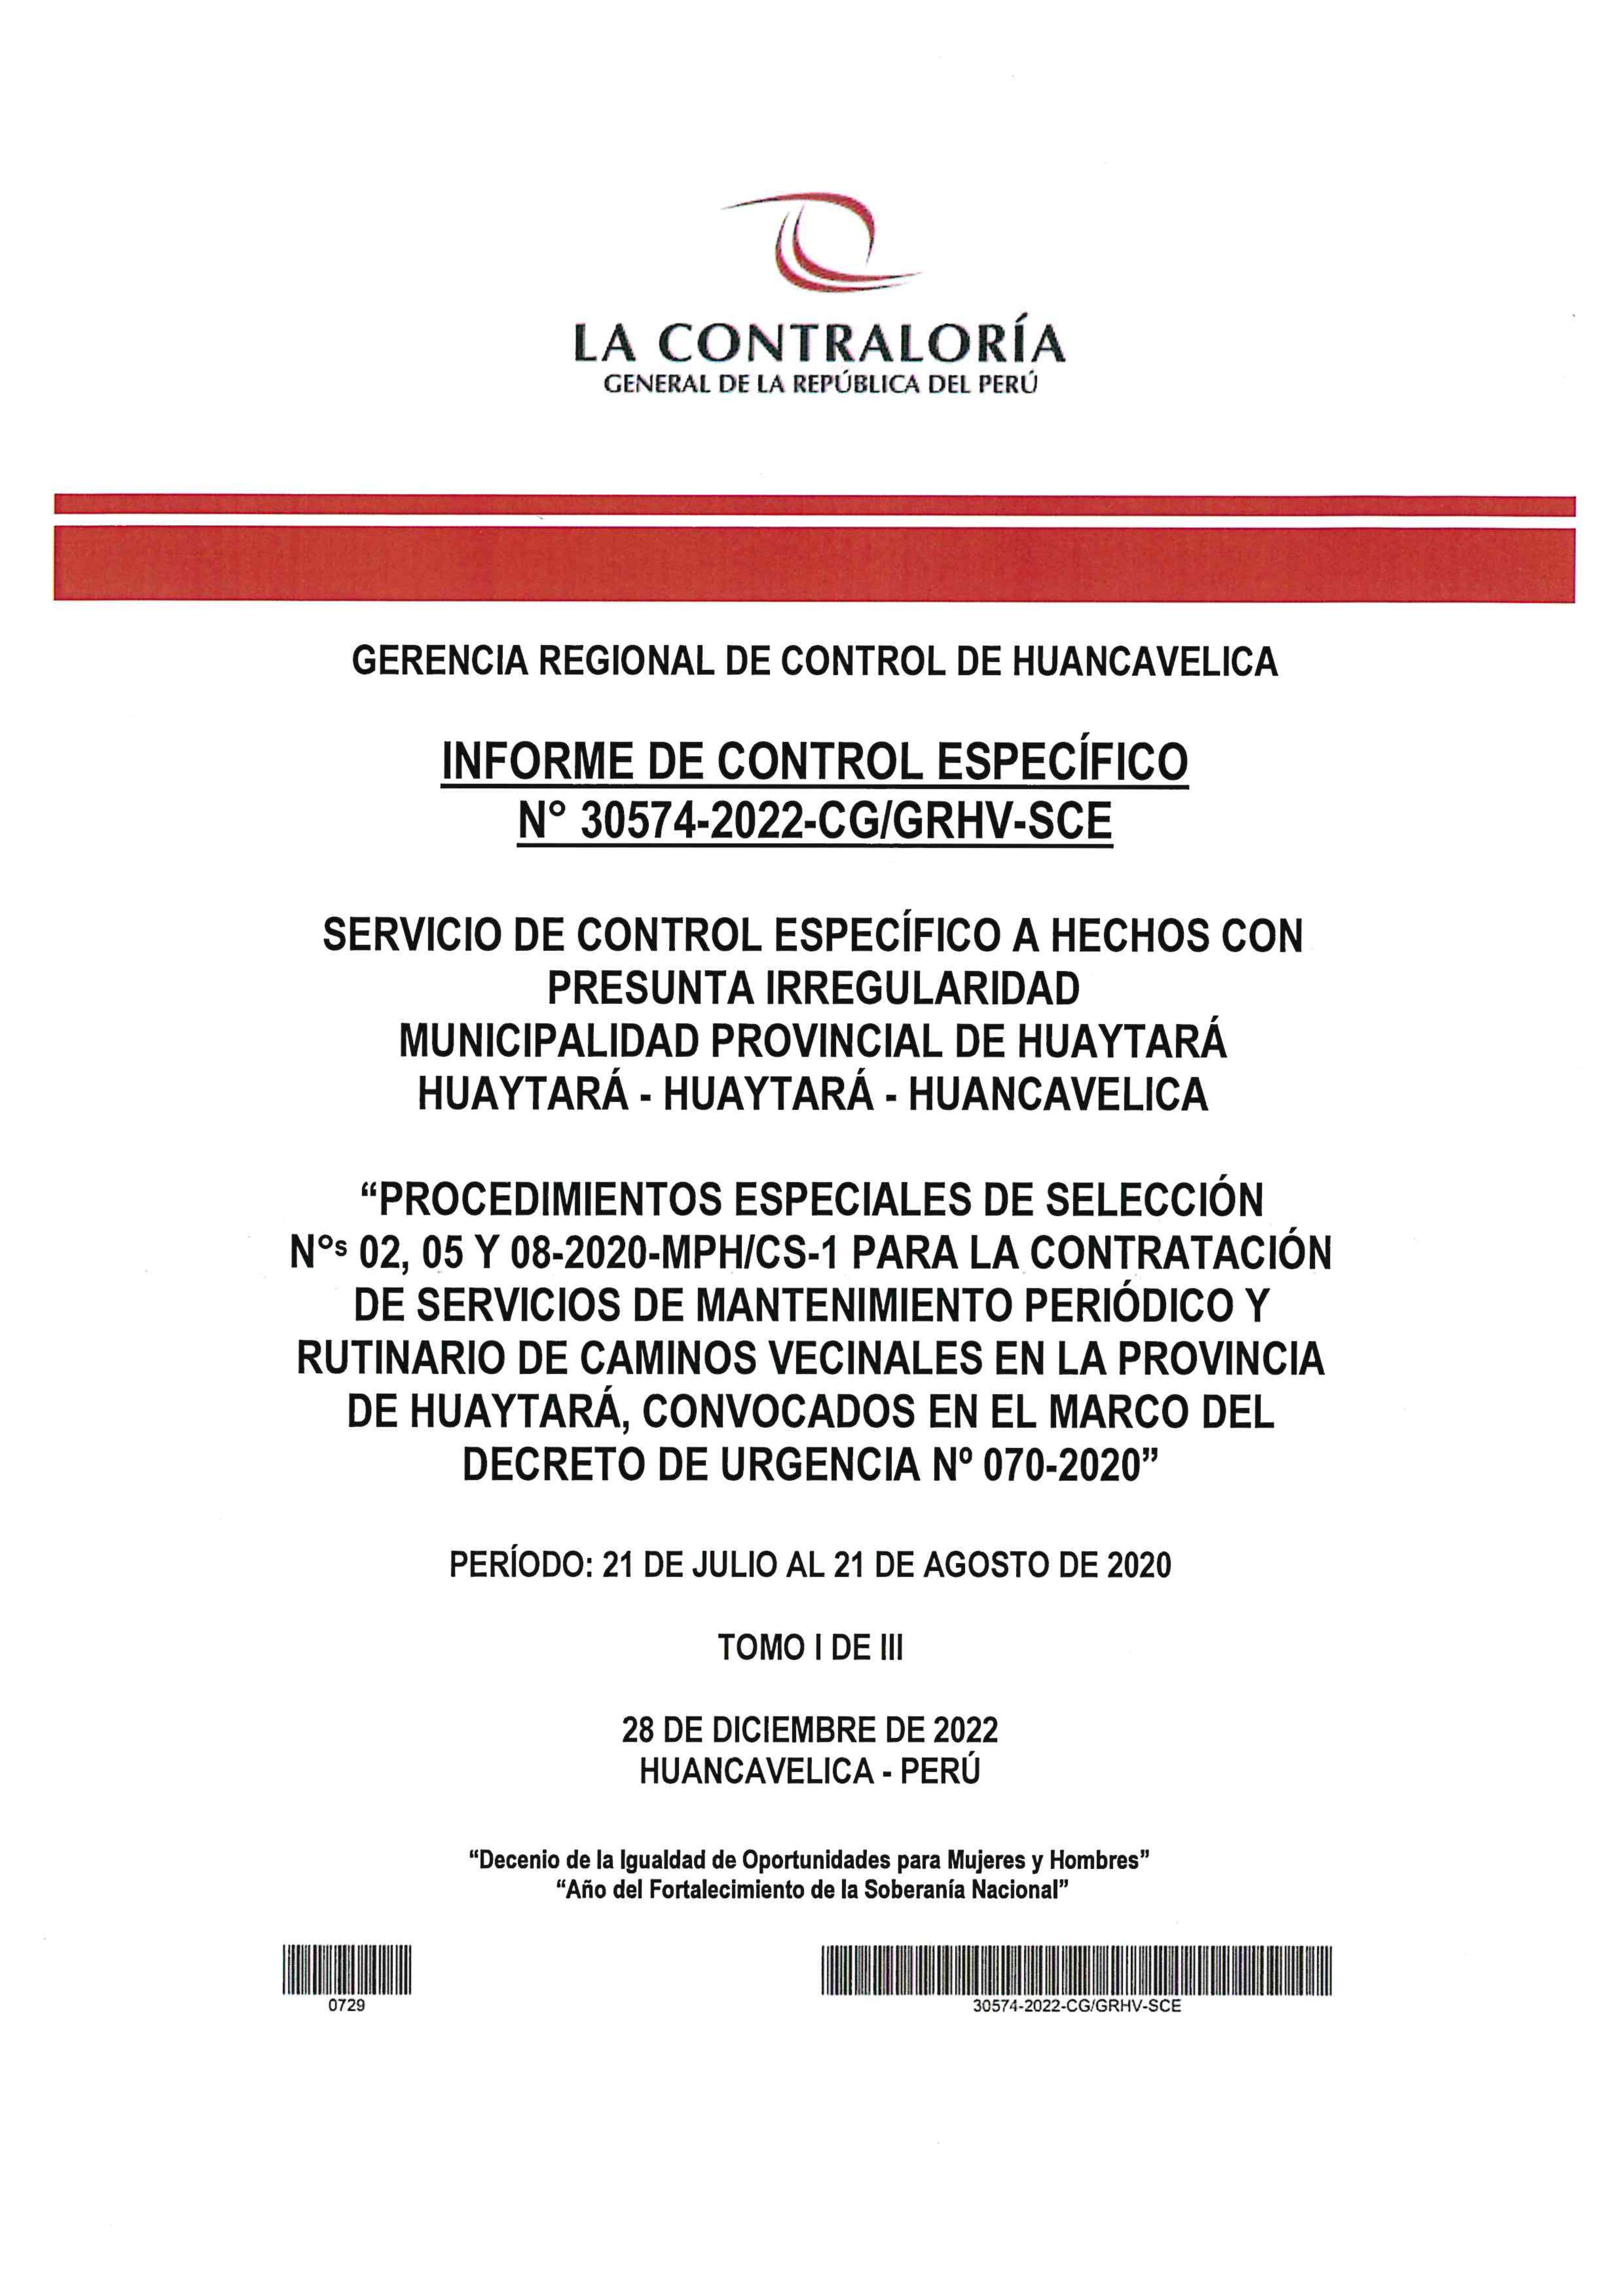 LA CONTRALORÍA
GENERAL DE LA REPÚBLICA DEL PERÚ
GERENCIA REGIONAL DE CONTROL DE HUANCAVELICA
INFORME DE CONTROL ESPECÍFICO
N° 30574-2022-CG/GRHV-SCE
SERVICIO DE CONTROL ESPECÍFICO A HECHOS CON
PRESUNTA IRREGULARIDAD
MUNICIPALIDAD PROVINCIAL DE HUAYTARÁ
HUAYTARÁ - HUAYTARÁ - HUANCAVELICA
“PROCEDIMIENTOS ESPECIALES DE SELECCIÓN
N°s 02, 05 Y 08-2020-MPH/CS-1 PARA LA CONTRATACIÓN
DE SERVICIOS DE MANTENIMIENTO PERIÓDICO Y
RUTINARIO DE CAMINOS VECINALES EN LA PROVINCIA
DE HUAYTARÁ, CONVOCADOS EN EL MARCO DEL
DECRETO DE URGENCIA Nº 070-2020”
PERÍODO: 21 DE JULIO AL 21 DE AGOSTO DE 2020
TOMO I DE III
28 DE DICIEMBRE DE 2022
HUANCAVELICA - PERÚ
“Decenio de la Igualdad de Oportunidades para Mujeres y Hombres”
“Año del Fortalecimiento de la Soberanía Nacional”
0729
30574-2022-CG/GRHV-SCE